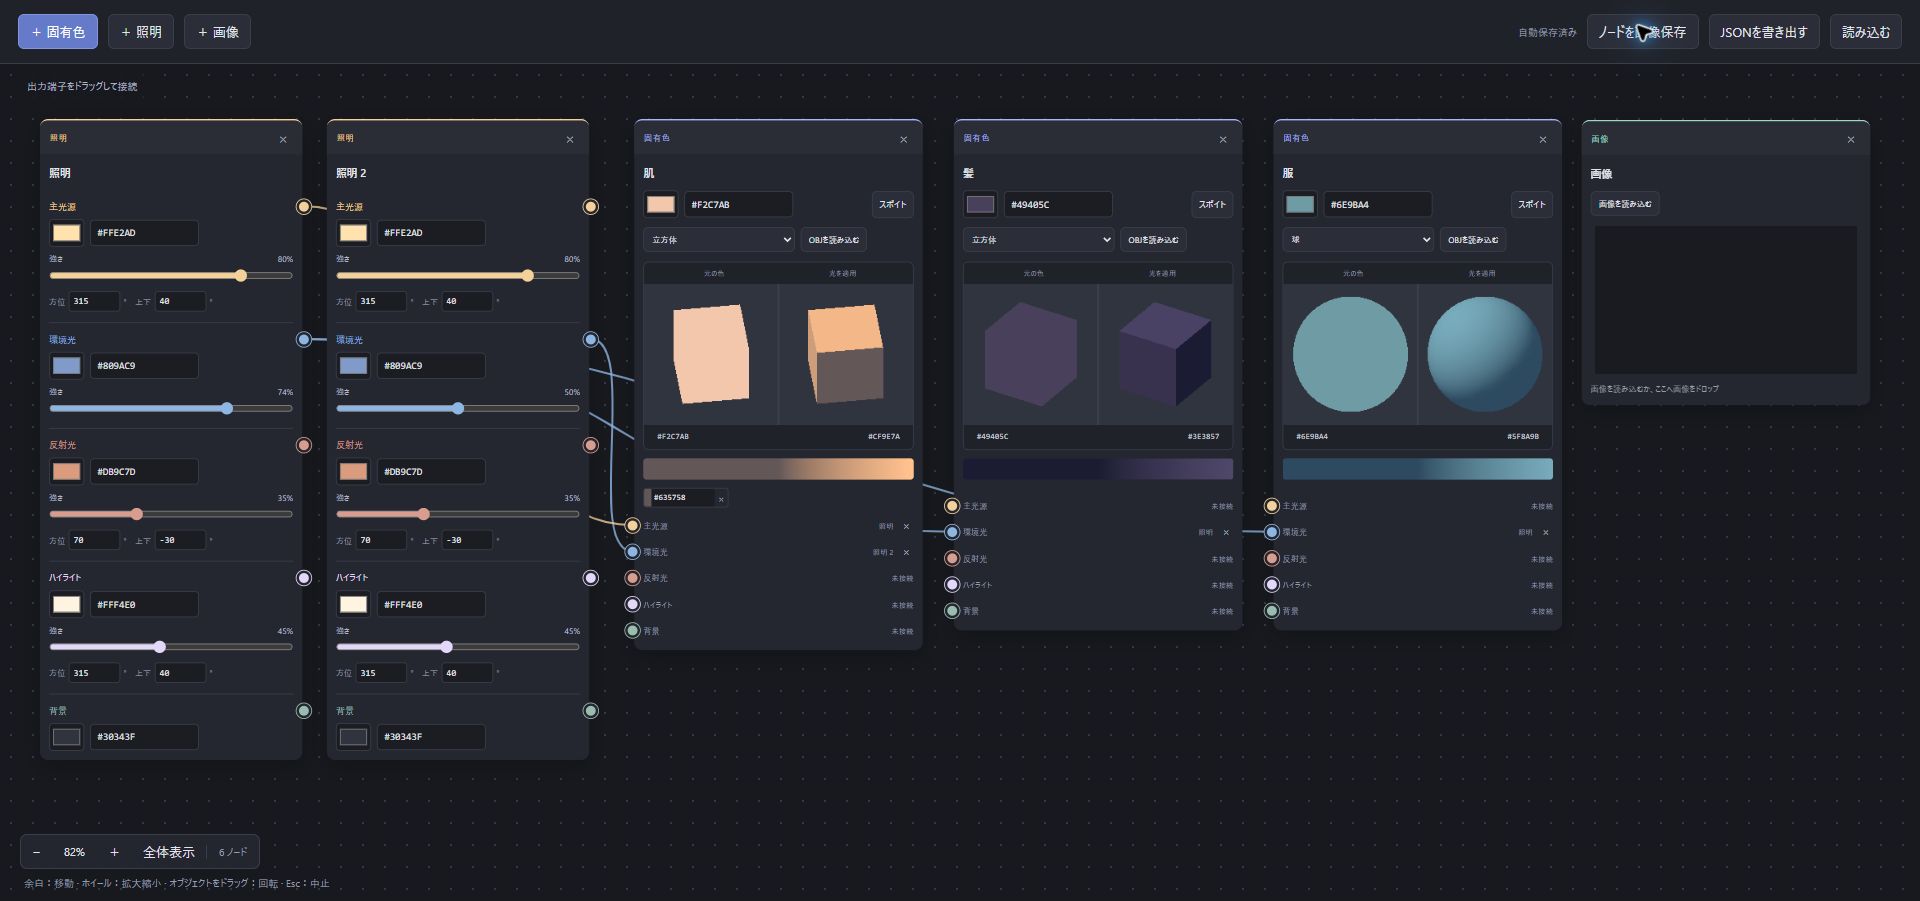 + 固有色
+ 照明
+ 画像
自動保存済み
JSONを書き出す
読み込む
出力端子をドラッグして接続
照明 ×
照明
主光源
#FFE2AD
強さ 80%
方位 315 ° 上下 40 °
環境光
#809AC9
強さ 74%
反射光
#DB9C7D
強さ 35%
方位 70 ° 上下 -30 °
ハイライト
#FFF4E0
強さ 45%
方位 315 ° 上下 40 °
背景
#30343F
照明 ×
照明 2
主光源
#FFE2AD
強さ 80%
方位 315 ° 上下 40 °
環境光
#809AC9
強さ 50%
反射光
#DB9C7D
強さ 35%
方位 70 ° 上下 -30 °
ハイライト
#FFF4E0
強さ 45%
方位 315 ° 上下 40 °
背景
#30343F
固有色 ×
肌
#F2C7AB スポイト
立方体 OBJを読み込む
元の色 光を適用
#F2C7AB #CF9E7A
#635758 ×
主光源 照明 ×
環境光 照明 2 ×
反射光 未接続
ハイライト 未接続
背景 未接続
固有色 ×
髪
#49405C スポイト
立方体 OBJを読み込む
元の色 光を適用
#49405C #3E3857
主光源 未接続
環境光 照明 ×
反射光 未接続
ハイライト 未接続
背景 未接続
固有色 ×
服
#6E9BA4 スポイト
球 OBJを読み込む
元の色 光を適用
#6E9BA4 #5F8A9B
主光源 未接続
環境光 照明 ×
反射光 未接続
ハイライト 未接続
背景 未接続
画像 ×
画像
画像を読み込む
画像を読み込むか、ここへ画像をドロップ
− 82% + 全体表示 6 ノード
余白：移動・ホイール：拡大縮小・オブジェクトをドラッグ：回転・Esc：中止